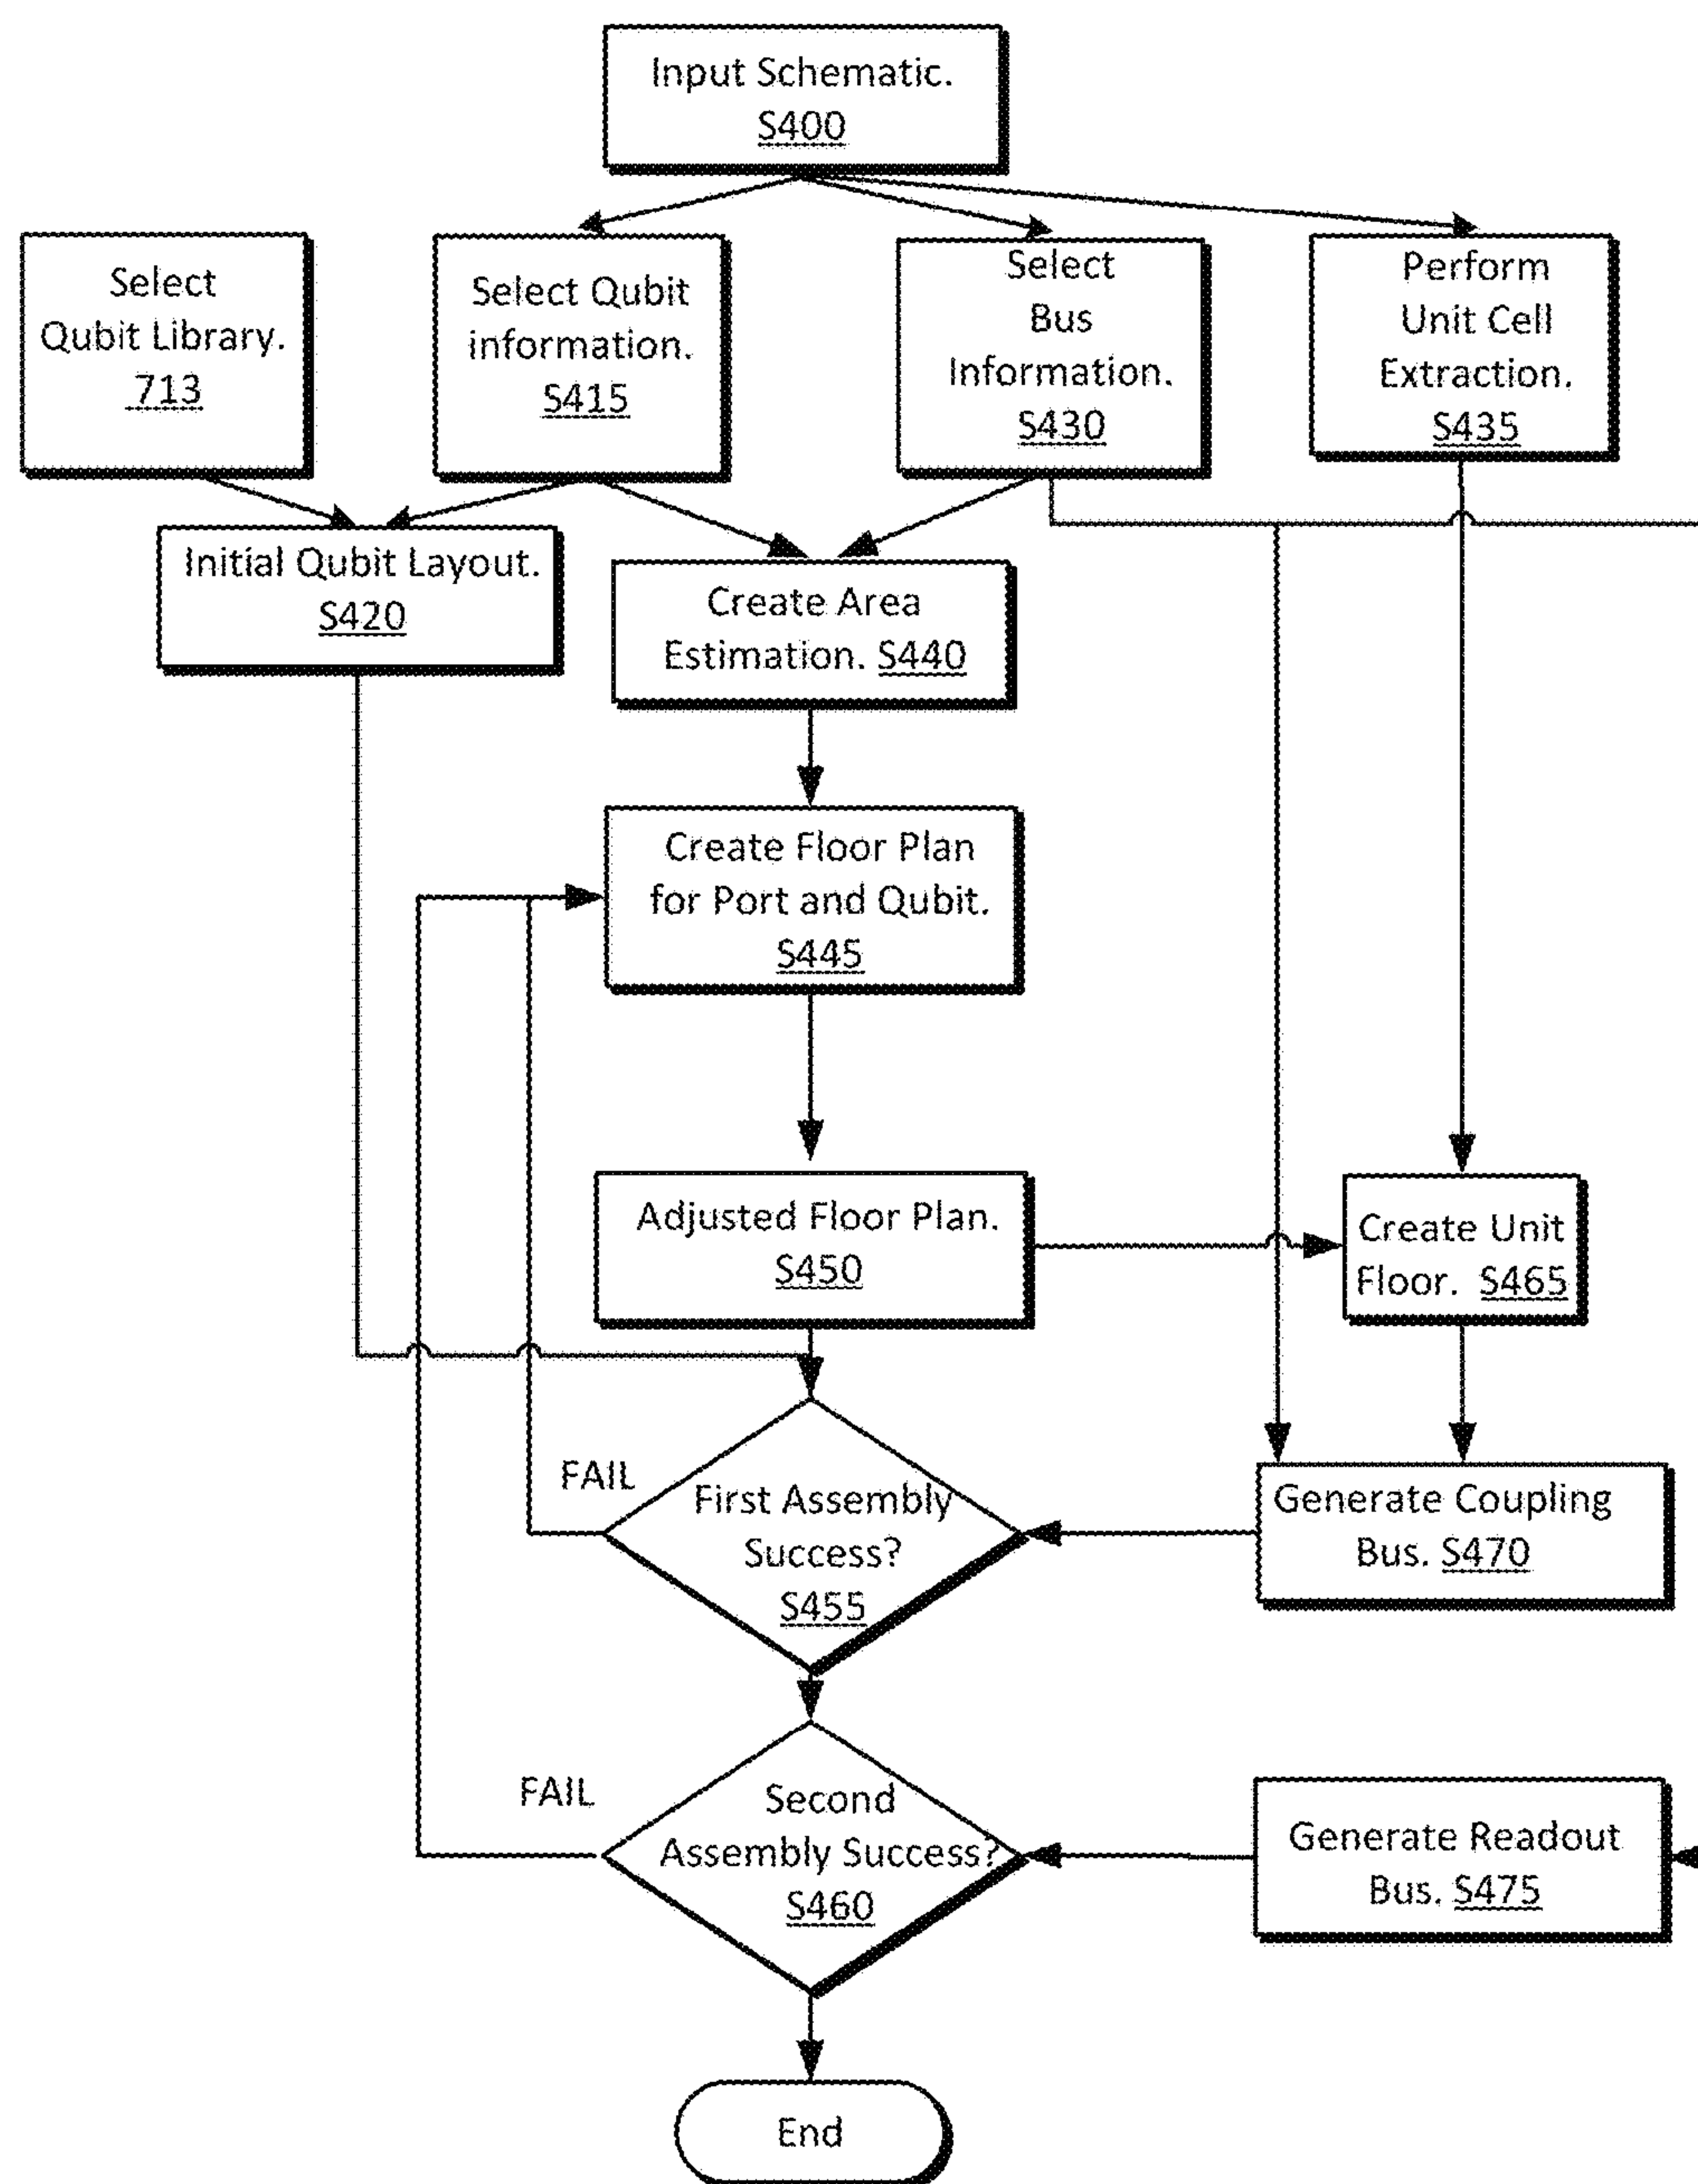 Input Schematic.
S400
Select
Qubit Library.
713
Select Qubit
information.
S415
Select
Bus
Information.
S430
Perform
Unit Cell
Extraction.
S435
Initial Qubit Layout.
S420
Create Area
Estimation. S440
Create Floor Plan
for Port and Qubit.
S445
Adjusted Floor Plan.
S450
Create Unit
Floor. S465
FAIL
First Assembly
Success?
S455
Generate Coupling
Bus. S470
FAIL
Second
Assembly Success?
S460
Generate Readout
Bus. S475
End